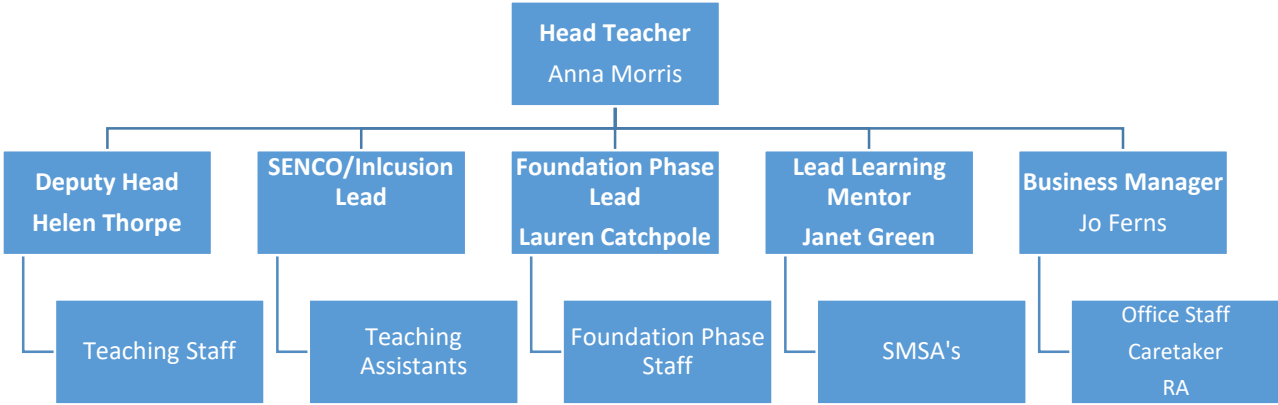 Head Teacher
Anna Morris
Deputy Head
Helen Thorpe
SENCO/Inlcusion
Lead
Foundation Phase
Lead
Lauren Catchpole
Lead Learning
Mentor
Janet Green
Business Manager
Jo Ferns
Teaching Staff
Teaching
Assistants
Foundation Phase
Staff
SMSA's
Office Staff
Caretaker
RA